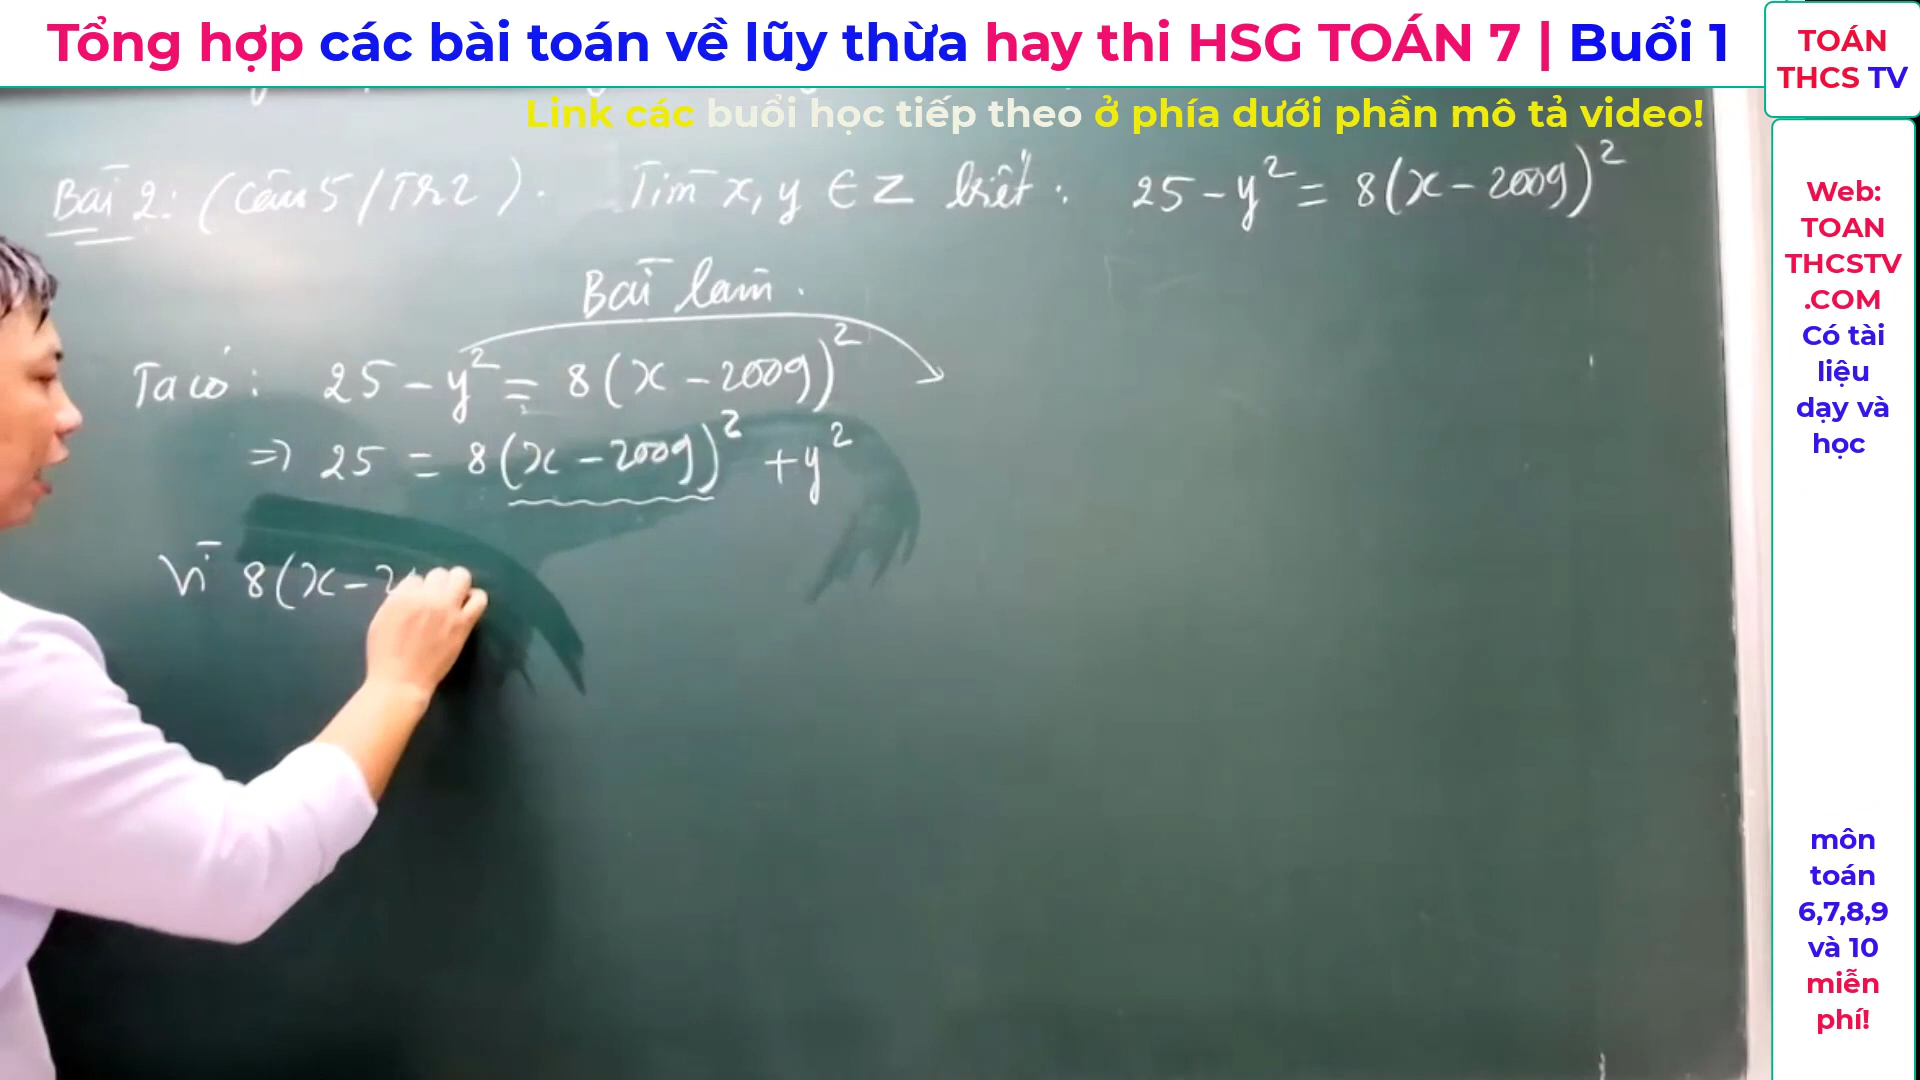 Tổng hợp các bài toán về lũy thừa hay thi HSG TOÁN 7 | Buổi 1
TOÁN
THCS TV
Link các buổi học tiếp theo ở phía dưới phần mô tả video!
Bài 2: (Câu 5/Th2). Tìm x, y ∈ Z biết: 25 - y² = 8(x - 2009)²
Bài làm.
Ta có: 25 - y² = 8(x - 2009)²
⇒ 25 = 8(x - 2009)² + y²
Vì 8(x - 2
Web:
TOAN
THCSTV
.COM
Có tài
liệu
dạy và
học
môn
toán
6,7,8,9
và 10
miễn
phí!